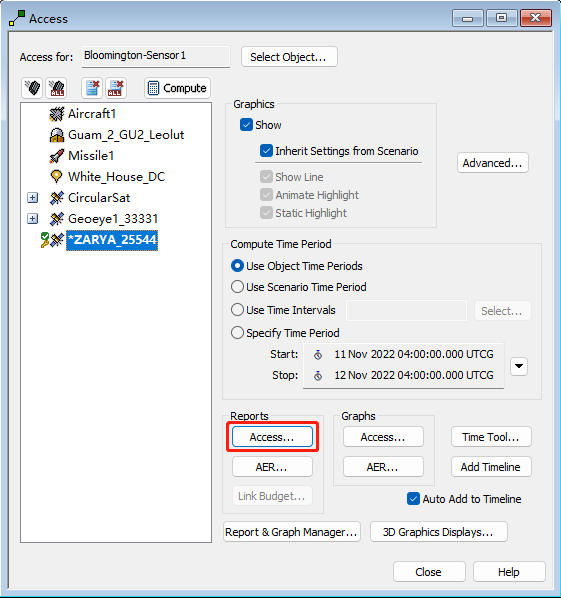 Access
Access for: Bloomington-Sensor1 Select Object...
ALL ALL Compute
Aircraft1
Guam_2_GU2_Leolut
Missile1
White_House_DC
CircularSat
Geoeye1_33331
*ZARYA_25544
Graphics
Show
Inherit Settings from Scenario
Show Line
Animate Highlight
Static Highlight
Advanced...
Compute Time Period
Use Object Time Periods
Use Scenario Time Period
Use Time Intervals Select...
Specify Time Period
Start: 11 Nov 2022 04:00:00.000 UTCG
Stop: 12 Nov 2022 04:00:00.000 UTCG
Reports Graphs
Access... Access... Time Tool...
AER... AER... Add Timeline
Link Budget... Auto Add to Timeline
Report & Graph Manager... 3D Graphics Displays...
Close Help